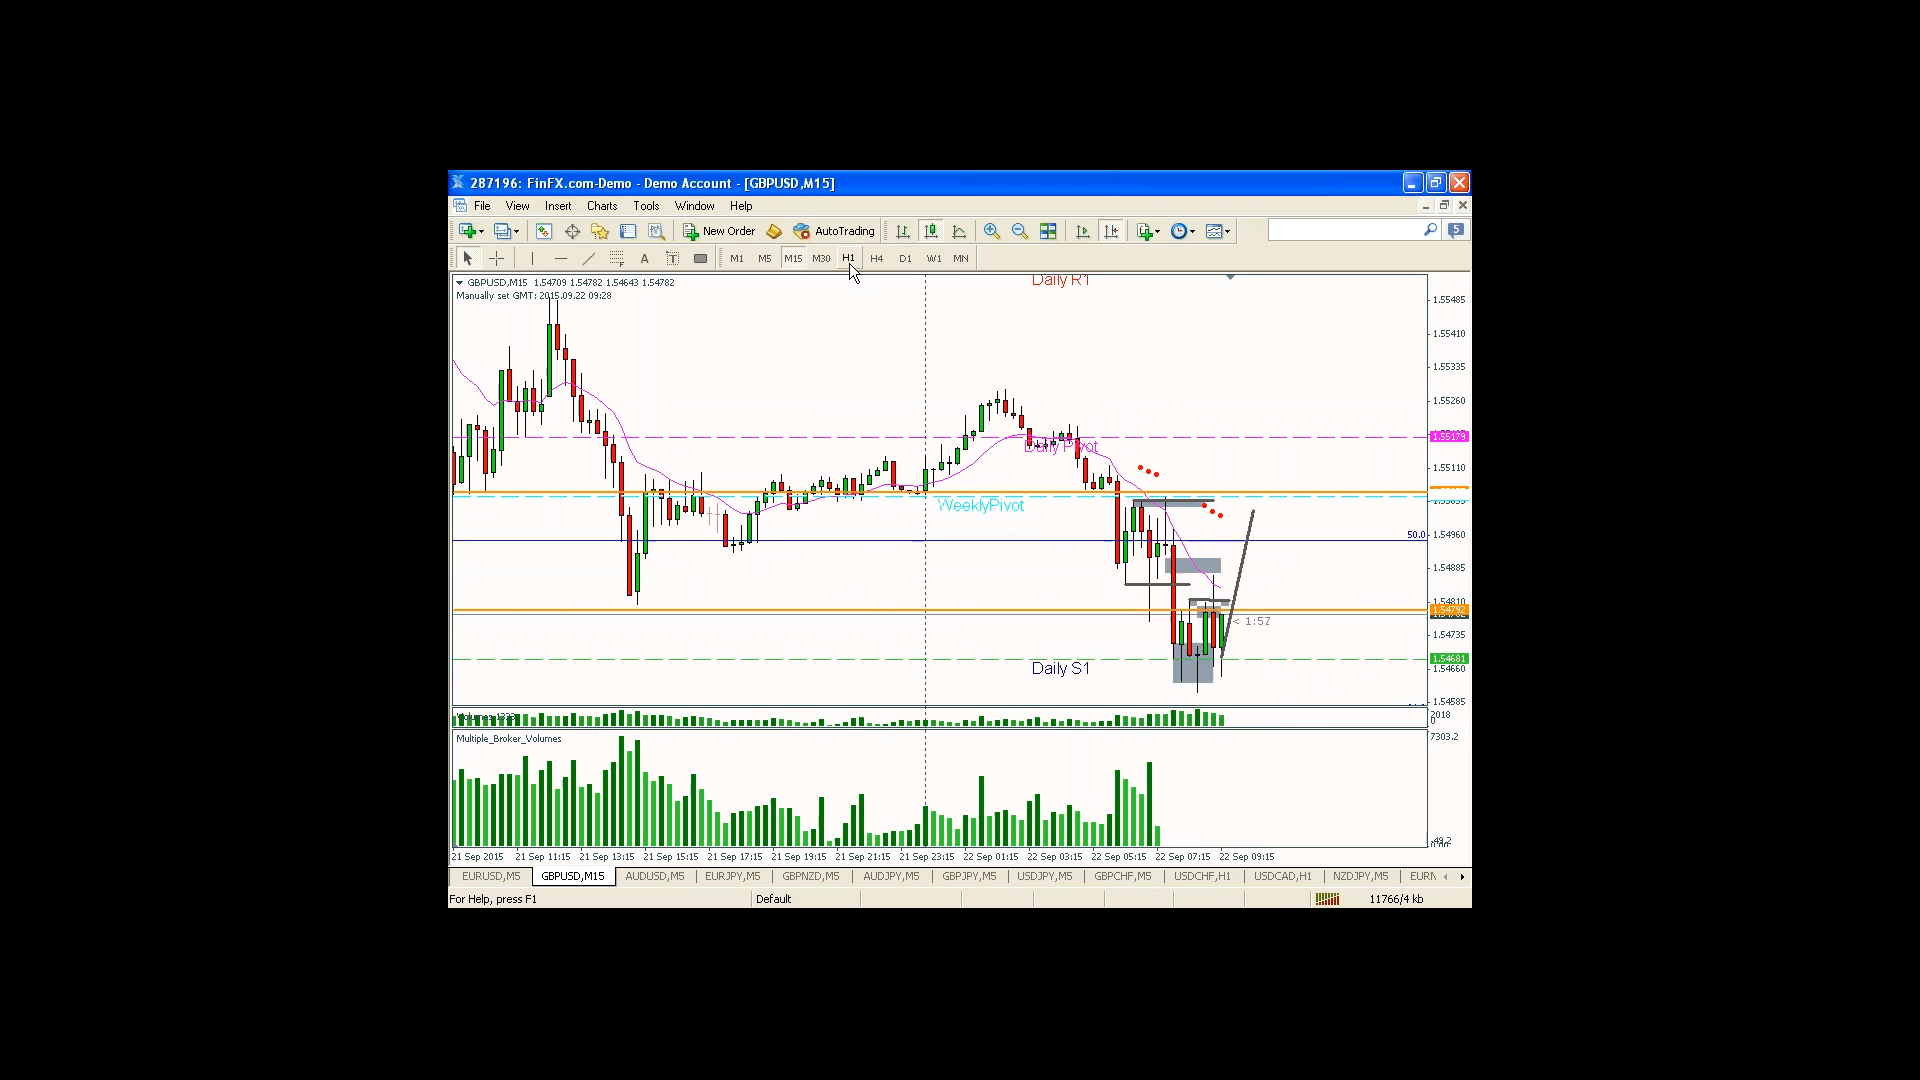 287196: FinFX.com-Demo - Demo Account - [GBPUSD,M15]
File View Insert Charts Tools Window Help
New Order AutoTrading 5
A T M1 M5 M15 M30 H1 H4 D1 W1 MN
GBPUSD,M15 1.54709 1.54782 1.54643 1.54782
Manually set GMT: 2015.09.22 09:28
Daily R1
1.55485
1.55410
1.55335
1.55260
1.55179
Daily Pivot
1.55110
WeeklyPivot
50.0
1.54960
1.54885
1.54810
1.54792
< 1:57
1.54735
1.54681
Daily S1
1.54660
1.54585
2018
0
Multiple_Broker_Volumes
7303.2
-49.2
21 Sep 2015 21 Sep 11:15 21 Sep 13:15 21 Sep 15:15 21 Sep 17:15 21 Sep 19:15 21 Sep 21:15 21 Sep 23:15 22 Sep 01:15 22 Sep 03:15 22 Sep 05:15 22 Sep 07:15 22 Sep 09:15
EURUSD,M5 GBPUSD,M15 AUDUSD,M5 EURJPY,M5 GBPNZD,M5 AUDJPY,M5 GBPJPY,M5 USDJPY,M5 GBPCHF,M5 USDCHF,H1 USDCAD,H1 NZDJPY,M5 EURN
For Help, press F1 Default 11766/4 kb